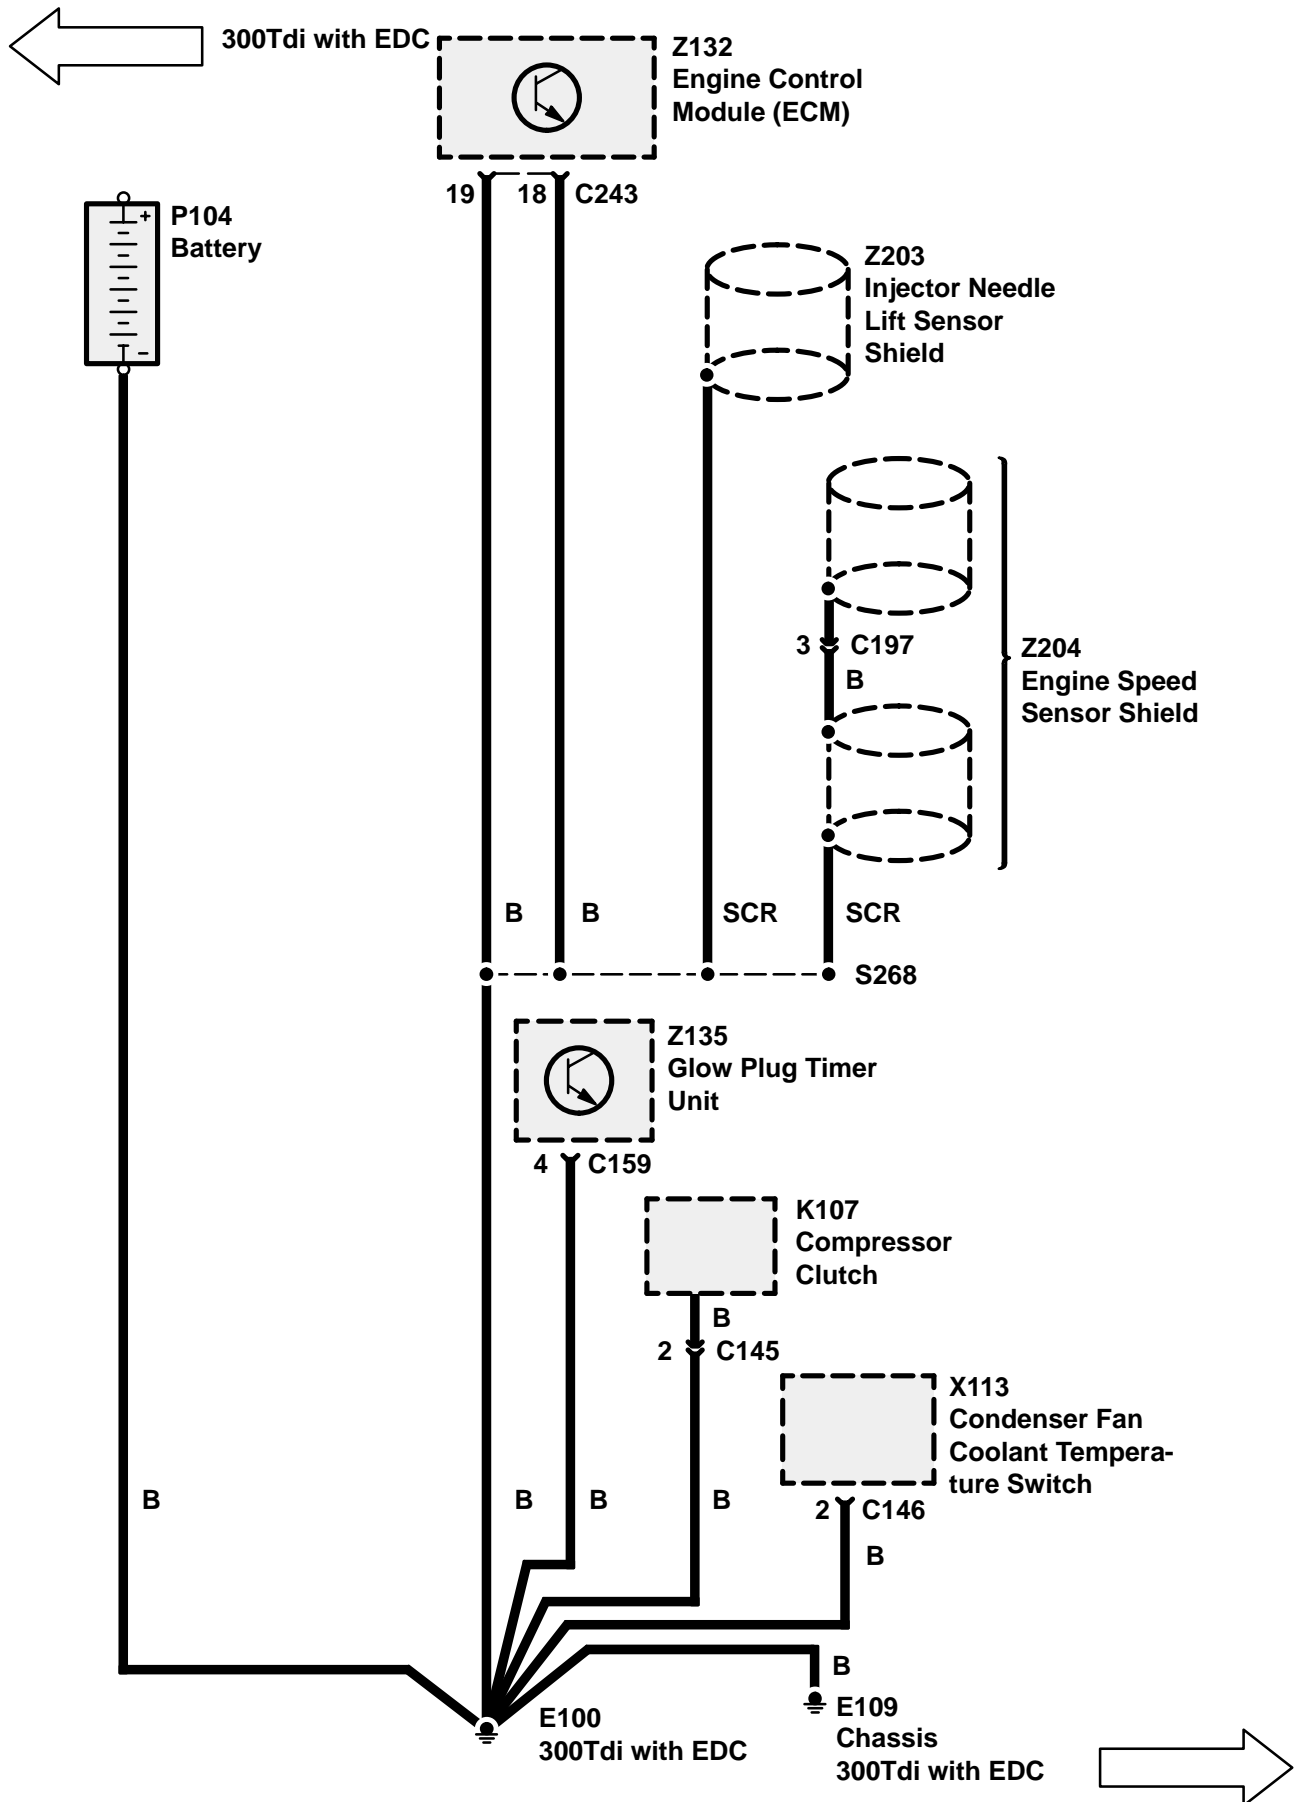 300Tdi with EDC
Z132
Engine Control
Module (ECM)
19
18
C243
P104
Battery
+
–
Z203
Injector Needle
Lift Sensor
Shield
3
C197
B
Z204
Engine Speed
Sensor Shield
B
B
SCR
SCR
S268
Z135
Glow Plug Timer
Unit
4
C159
K107
Compressor
Clutch
B
2
C145
X113
Condenser Fan
Coolant Tempera-
ture Switch
2
C146
B
B
B
B
B
B
E100
300Tdi with EDC
E109
Chassis
300Tdi with EDC